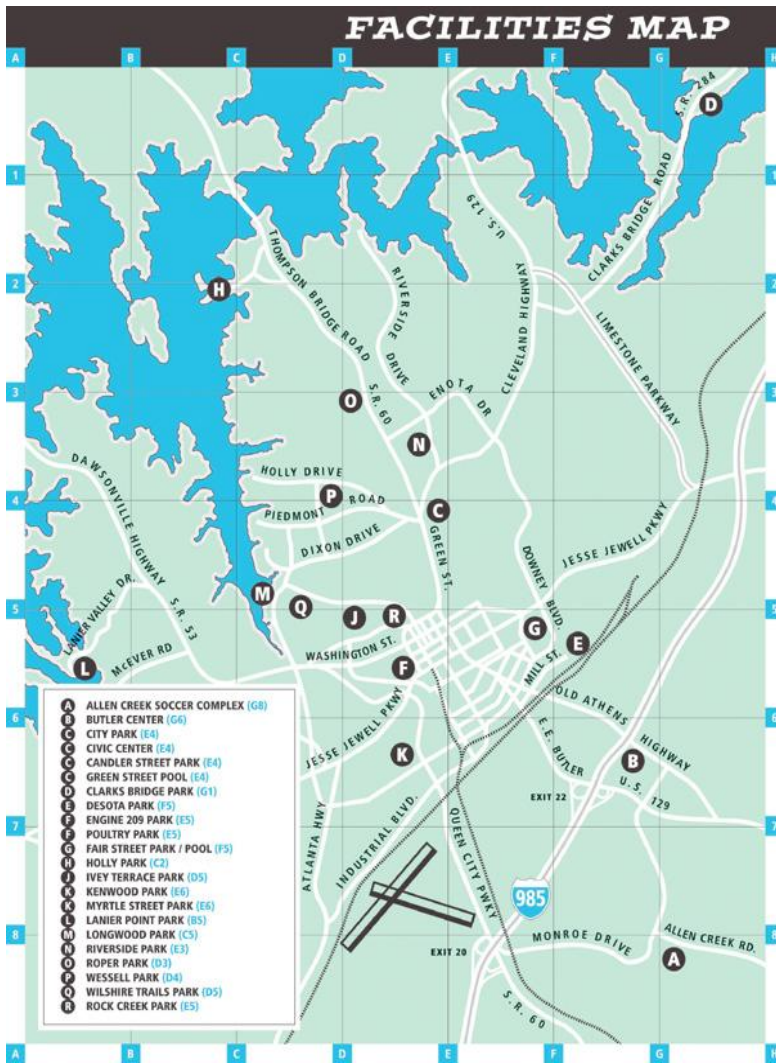 FACILITIES MAP
A B C D E F G H
D
S.R. 284
1
CLARKS BRIDGE ROAD
U.S. 129
2
H
THOMPSON BRIDGE ROAD
RIVERSIDE DRIVE
CLEVELAND HIGHWAY
LIMESTONE PARKWAY
3
O
S.R. 60
ENOTA DR
N
DAWSONVILLE HIGHWAY
HOLLY DRIVE
4
P
PIEDMONT ROAD
C
DIXON DRIVE
GREEN ST.
DOWNEY BLVD.
JESSE JEWELL PKWY
LANIER VALLEY DR.
S.R. 53
M
Q
5
J
R
G
E
L
McEVER RD
WASHINGTON ST.
F
MILL ST.
6
JESSE JEWELL PKWY
OLD ATHENS HIGHWAY
K
E.E. BUTLER
B
U.S. 129
EXIT 22
7
ATLANTA HWY
INDUSTRIAL BLVD.
QUEEN CITY PKWY
985
8
EXIT 20
MONROE DRIVE
ALLEN CREEK RD.
A
S.R. 60
A ALLEN CREEK SOCCER COMPLEX (G8)
B BUTLER CENTER (G6)
C CITY PARK (E4)
C CIVIC CENTER (E4)
C CANDLER STREET PARK (E4)
C GREEN STREET POOL (E4)
D CLARKS BRIDGE PARK (G1)
E DESOTA PARK (F5)
F ENGINE 209 PARK (E5)
F POULTRY PARK (E5)
G FAIR STREET PARK / POOL (F5)
H HOLLY PARK (C2)
J IVEY TERRACE PARK (D5)
K KENWOOD PARK (E6)
K MYRTLE STREET PARK (E6)
L LANIER POINT PARK (B5)
M LONGWOOD PARK (C5)
N RIVERSIDE PARK (E3)
O ROPER PARK (D3)
P WESSELL PARK (D4)
Q WILSHIRE TRAILS PARK (D5)
R ROCK CREEK PARK (E5)
A B C D E F G H